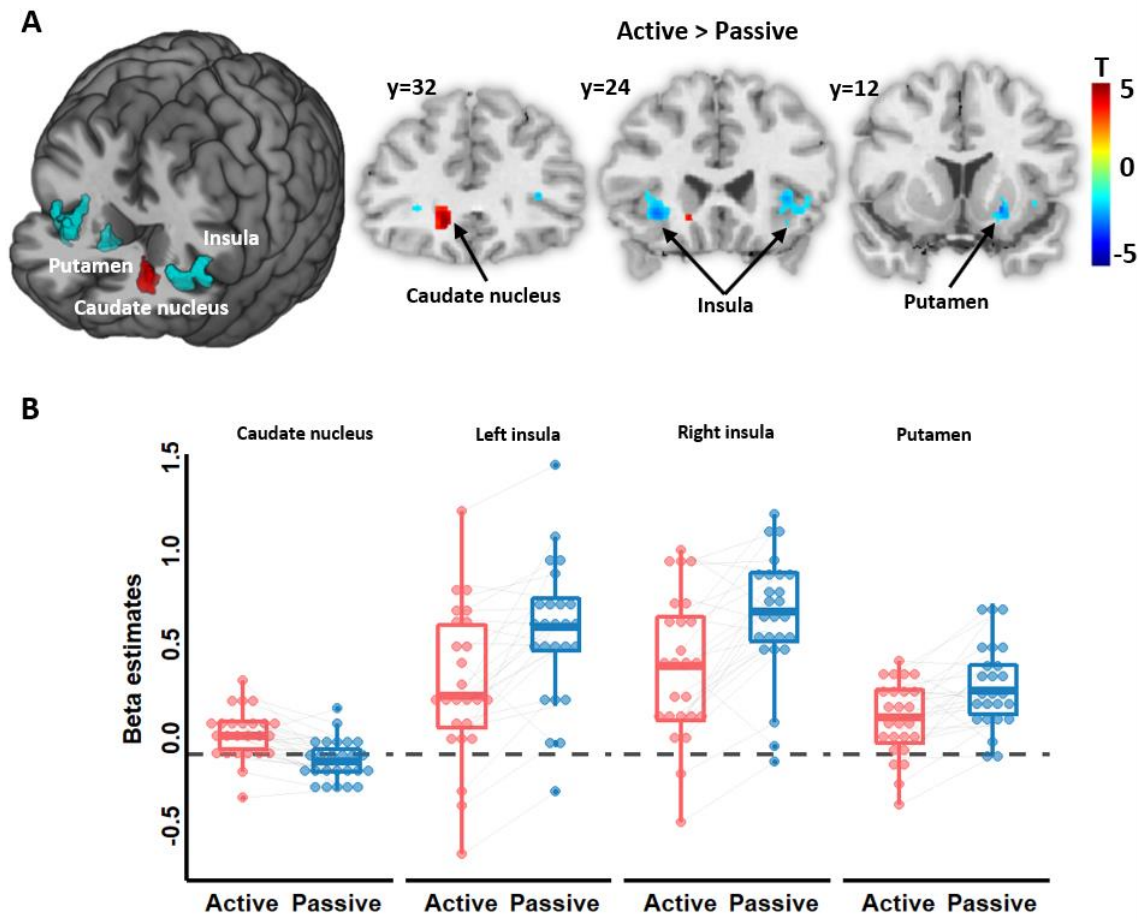 A
Active > Passive
y=32
y=24
y=12
T
5
0
-5
Insula
Putamen
Caudate nucleus
Caudate nucleus
Insula
Putamen
B
Caudate nucleus
Left insula
Right insula
Putamen
Beta estimates
1.5
1.0
0.5
0.0
-0.5
Active Passive
Active Passive
Active Passive
Active Passive